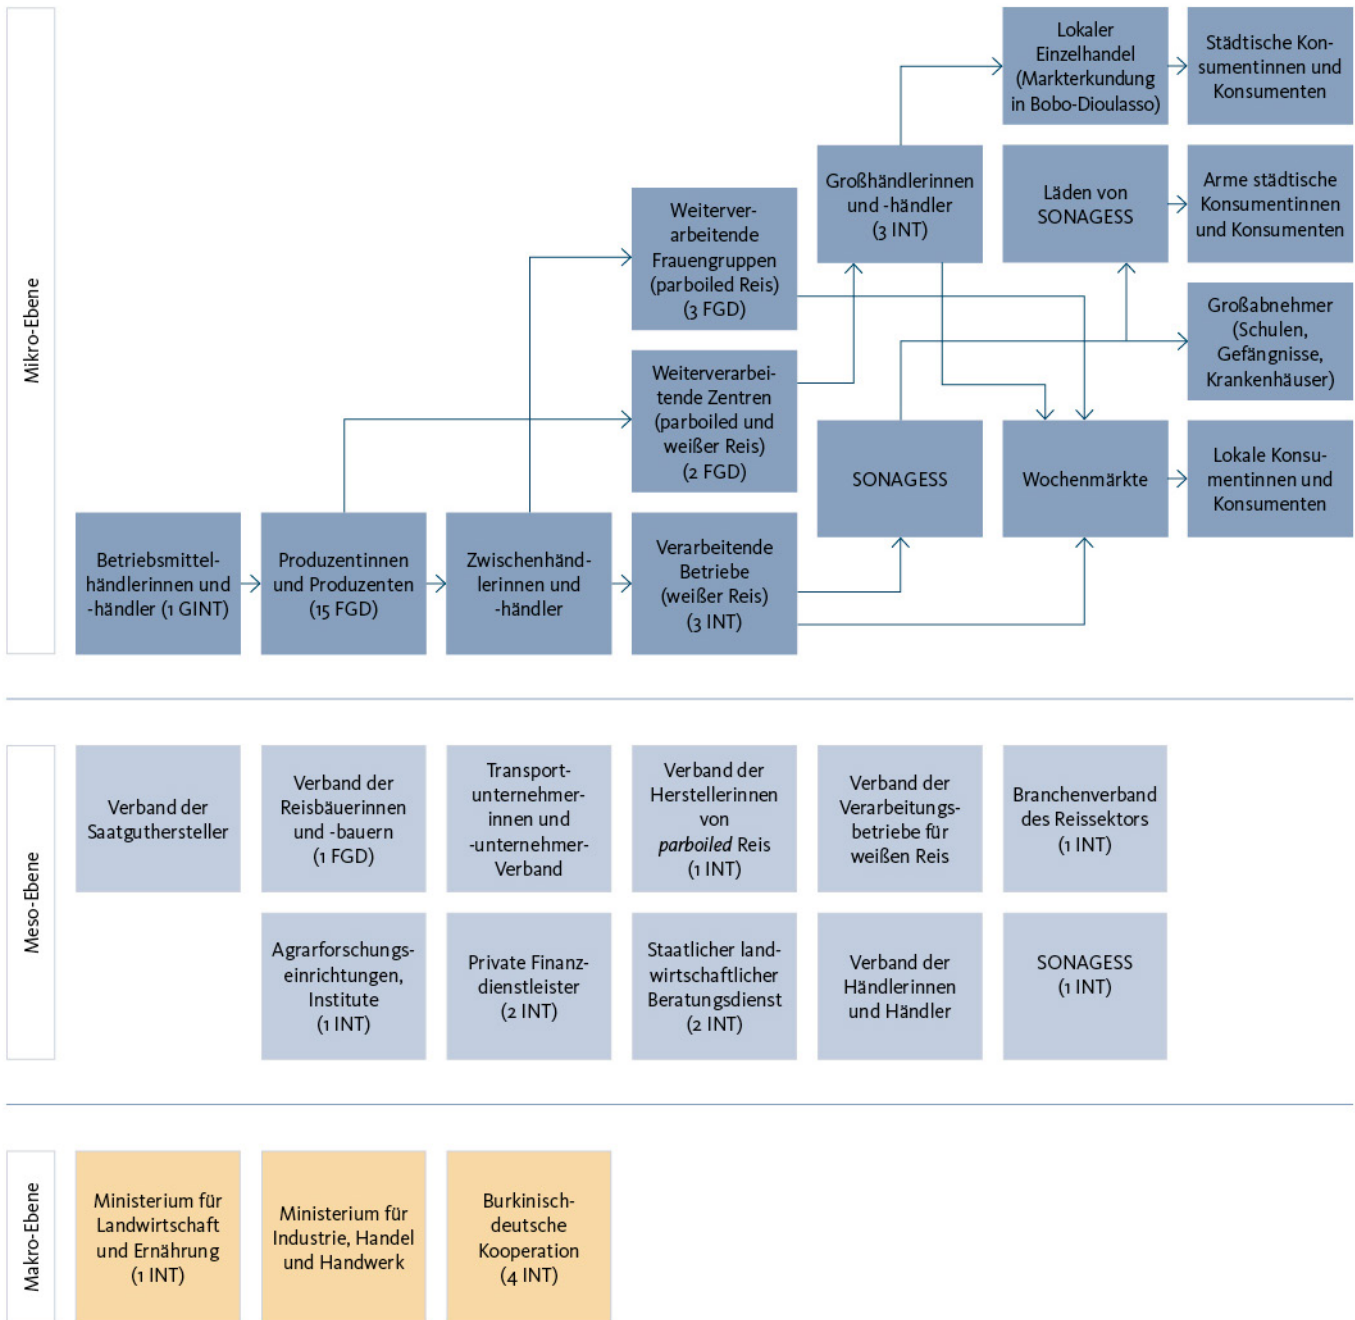 Mikro-Ebene
Lokaler
Einzelhandel
(Markterkundung
in Bobo-Dioulasso)
Städtische Kon-
sumentinnen und
Konsumenten
Großhändlerinnen
und -händler
(3 INT)
Läden von
SONAGESS
Arme städtische
Konsumentinnen
und Konsumenten
Weiterver-
arbeitende
Frauengruppen
(parboiled Reis)
(3 FGD)
Großabnehmer
(Schulen,
Gefängnisse,
Krankenhäuser)
Weiterverarbei-
tende Zentren
(parboiled und
weißer Reis)
(2 FGD)
SONAGESS
Wochenmärkte
Lokale Konsu-
mentinnen und
Konsumenten
Betriebsmittel-
händlerinnen und
-händler (1 GINT)
Produzentinnen
und Produzenten
(15 FGD)
Zwischenhänd-
lerinnen und
-händler
Verarbeitende
Betriebe
(weißer Reis)
(3 INT)
Meso-Ebene
Verband der
Saatguthersteller
Verband der
Reisbäuerinnen
und -bauern
(1 FGD)
Transport-
unternehmer-
innen und
-unternehmer-
Verband
Verband der
Herstellerinnen
von
parboiled Reis
(1 INT)
Verband der
Verarbeitungs-
betriebe für
weißen Reis
Branchenverband
des Reissektors
(1 INT)
Agrarforschungs-
einrichtungen,
Institute
(1 INT)
Private Finanz-
dienstleister
(2 INT)
Staatlicher land-
wirtschaftlicher
Beratungsdienst
(2 INT)
Verband der
Händlerinnen
und Händler
SONAGESS
(1 INT)
Makro-Ebene
Ministerium für
Landwirtschaft
und Ernährung
(1 INT)
Ministerium für
Industrie, Handel
und Handwerk
Burkinisch-
deutsche
Kooperation
(4 INT)